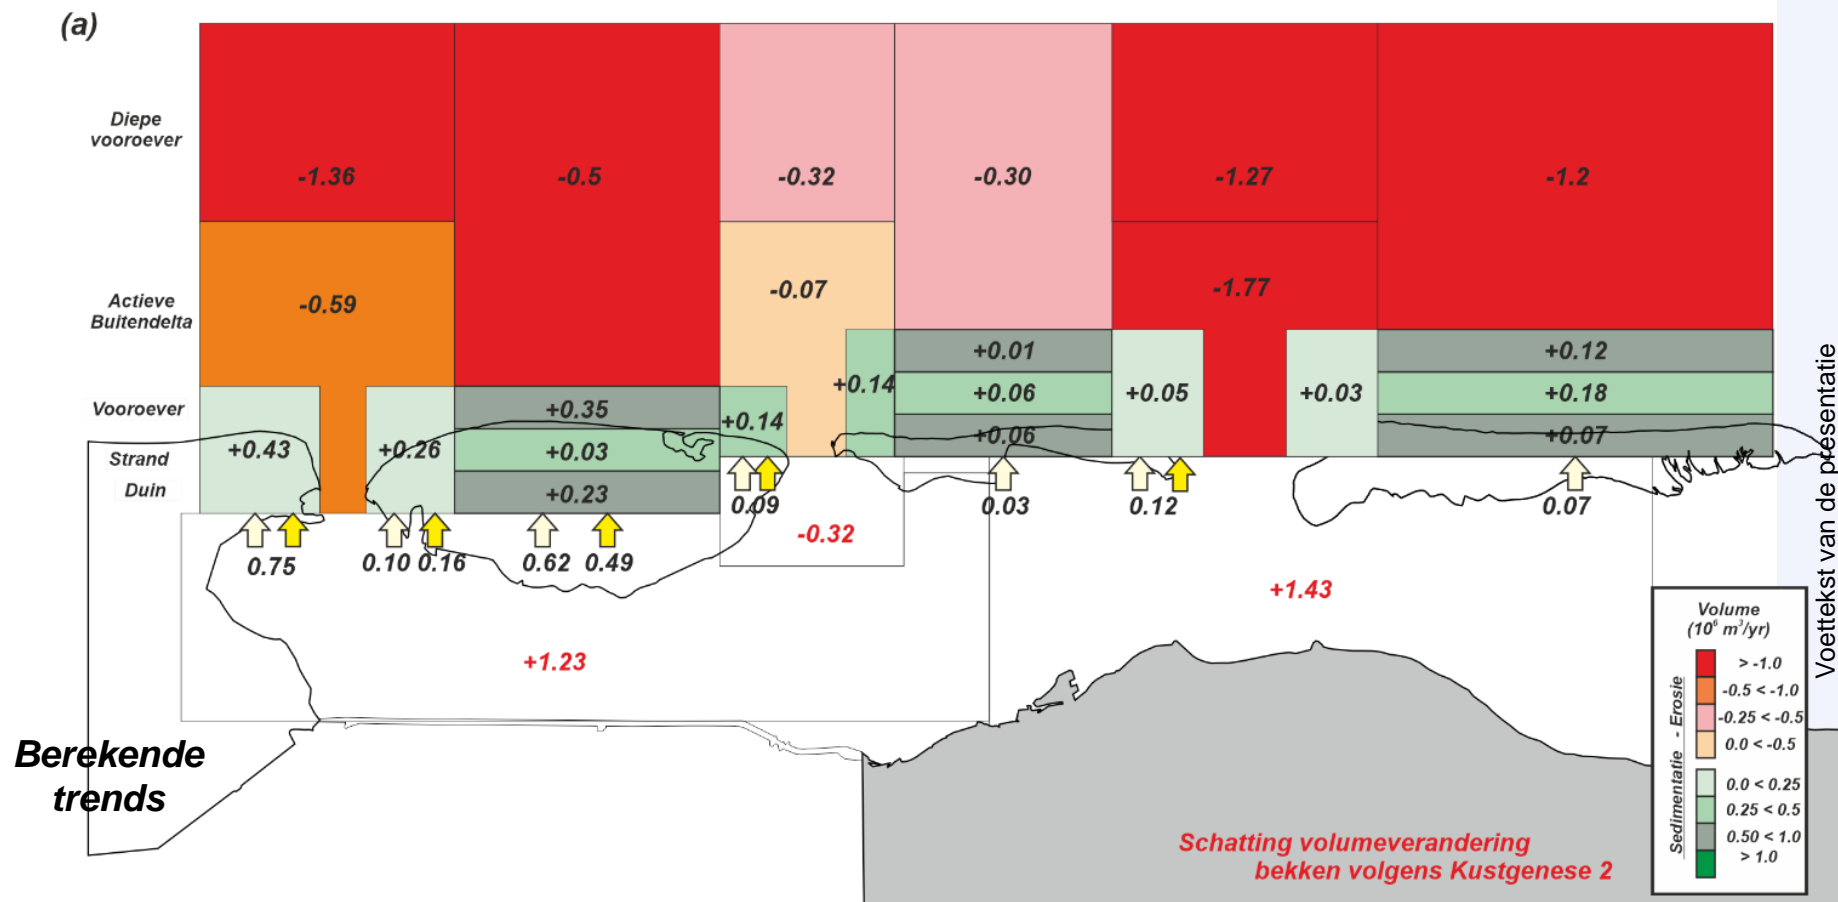 (a)
Diepe
vooroever
-1.36
-0.5
-0.32
-0.30
-1.27
-1.2
Actieve
Buitendelta
-0.59
-0.07
-1.77
Vooroever
Strand
Duin
+0.43
+0.26
+0.35
+0.03
+0.23
+0.14
+0.14
+0.01
+0.06
+0.06
+0.05
+0.03
+0.12
+0.18
+0.07
0.75
0.10
0.16
0.62
0.49
0.09
0.03
0.12
0.07
-0.32
+1.43
+1.23
Berekende
trends
Schatting volumeverandering
bekken volgens Kustgenese 2
Volume
(10⁶ m³/yr)
Sedimentatie - Erosie
> -1.0
-0.5 < -1.0
-0.25 < -0.5
0.0 < -0.5
0.0 < 0.25
0.25 < 0.5
0.50 < 1.0
> 1.0
Voettekst van de presentatie